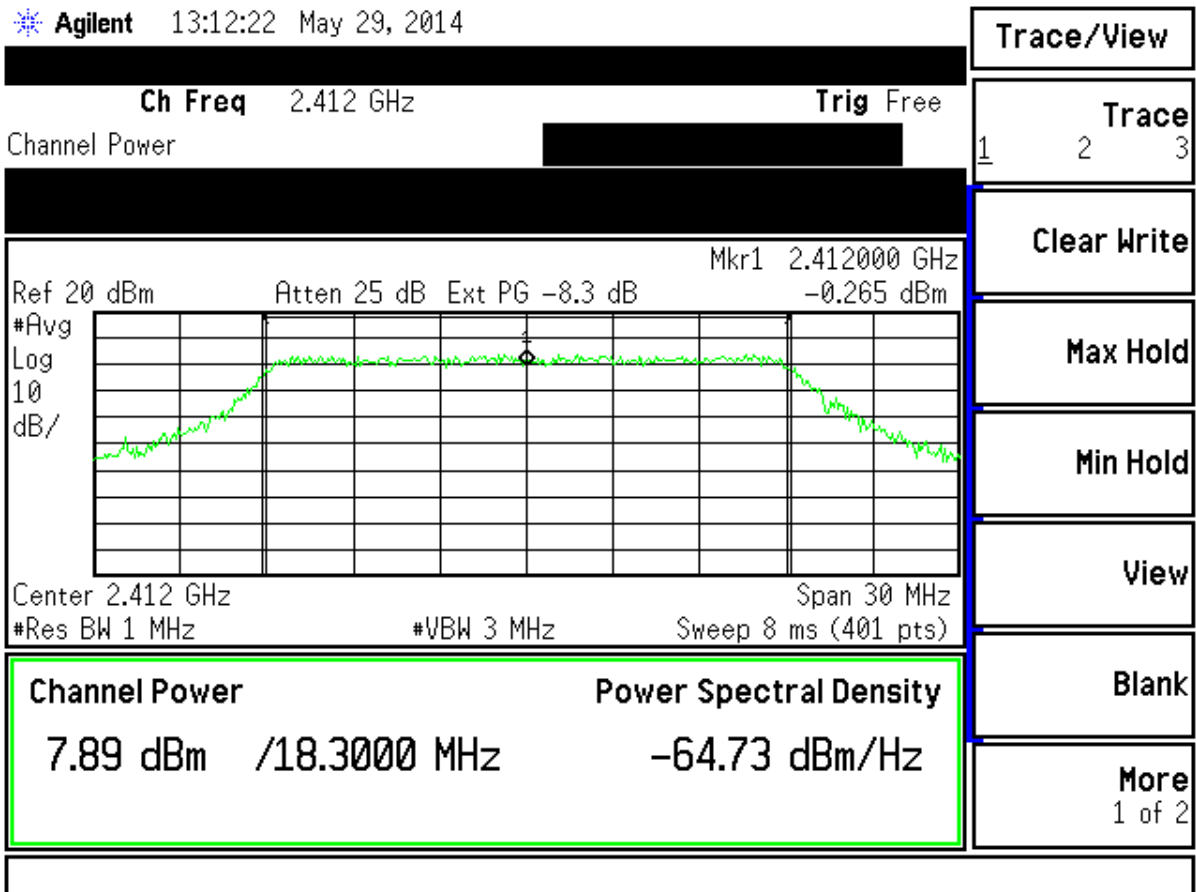 Agilent 13:12:22 May 29, 2014
Trace/View
Ch Freq 2.412 GHz Trig Free
Channel Power
Trace
1 2 3
Clear Write
Max Hold
Min Hold
View
Blank
More
1 of 2
Mkr1 2.412000 GHz
Ref 20 dBm Atten 25 dB Ext PG -8.3 dB -0.265 dBm
#Avg
Log
10
dB/
1
Center 2.412 GHz Span 30 MHz
#Res BW 1 MHz #VBW 3 MHz Sweep 8 ms (401 pts)
Channel Power Power Spectral Density
7.89 dBm /18.3000 MHz -64.73 dBm/Hz